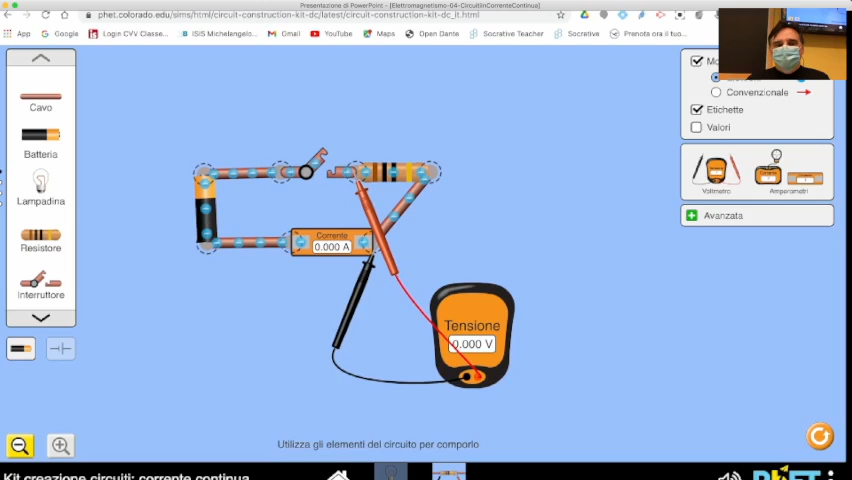 Presentazione di PowerPoint - [Elettromagnetismo-04-CircuitiInCorrenteContinua]
phet.colorado.edu/sims/html/circuit-construction-kit-dc/latest/circuit-construction-kit-dc_it.html
App
Google
Login CVV Classe...
ISIS Michelangelo...
Gmail
YouTube
Maps
Open Dante
Socrative Teacher
Socrative
Prenota ora il tuo...
Cavo
Batteria
Lampadina
Resistore
Interruttore
Convenzionale
Etichette
Valori
Voltmetro
Amperometri
Avanzata
Corrente
0.000 A
Tensione
0.000 V
Utilizza gli elementi del circuito per comporlo
Kit creazione circuiti: corrente continua